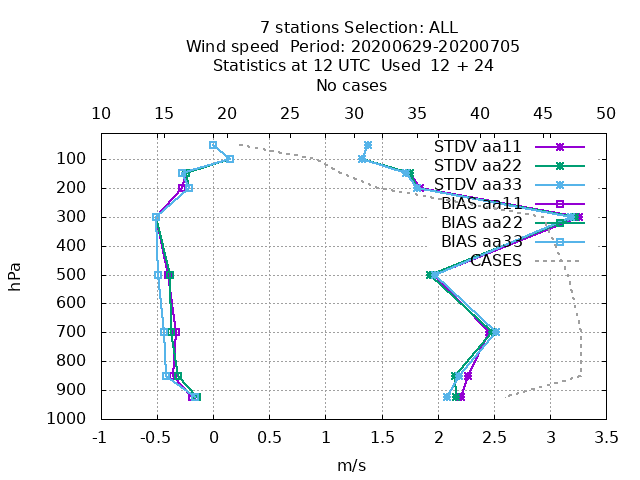 7 stations Selection: ALL
Wind speed  Period: 20200629-20200705
Statistics at 12 UTC  Used  12 + 24
No cases
10 15 20 25 30 35 40 45 50
STDV aa11
STDV aa22
STDV aa33
BIAS aa11
BIAS aa22
BIAS aa33
CASES
100
200
300
400
500
600
700
800
900
1000
hPa
-1 -0.5 0 0.5 1 1.5 2 2.5 3 3.5
m/s